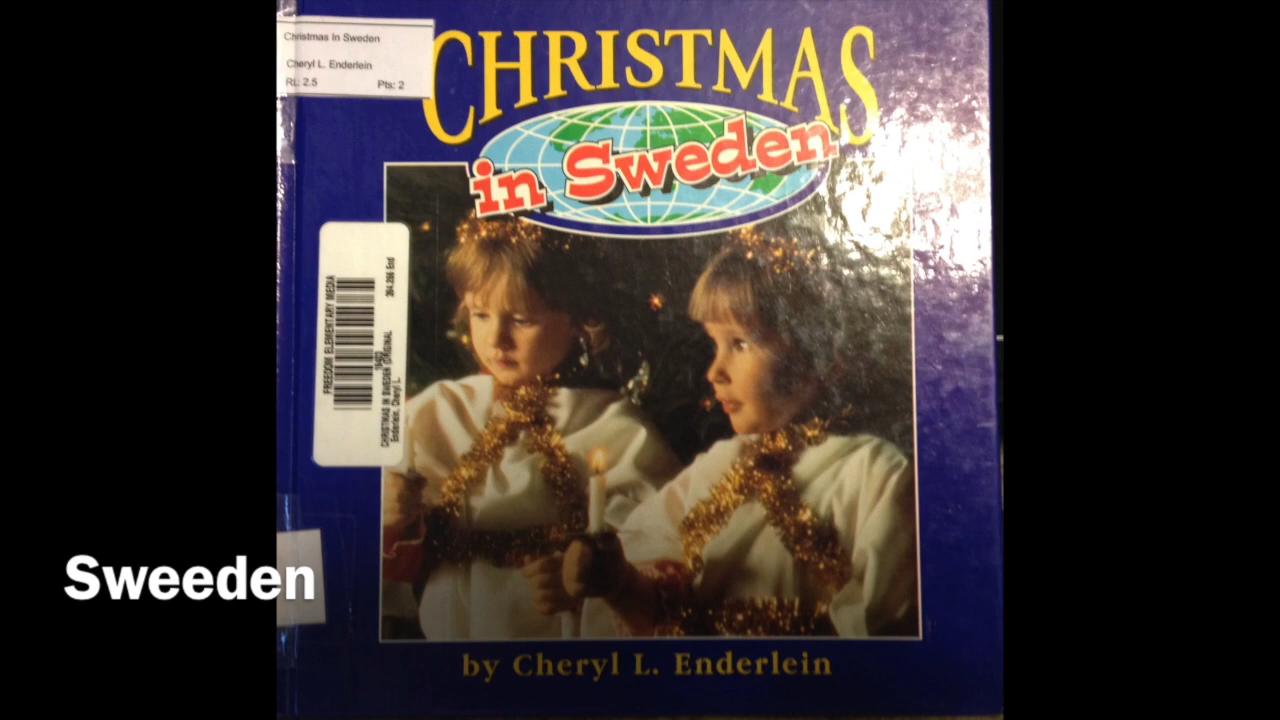 Christmas In Sweden
Cheryl L. Enderlein
RL: 2.5 Pts: 2
CHRISTMAS
in Sweden
FREEDOM ELEMENTARY MEDIA
CHRISTMAS IN SWEDEN (ORIGINAL
Enderlein, Cheryl L.
Sweeden
by Cheryl L. Enderlein